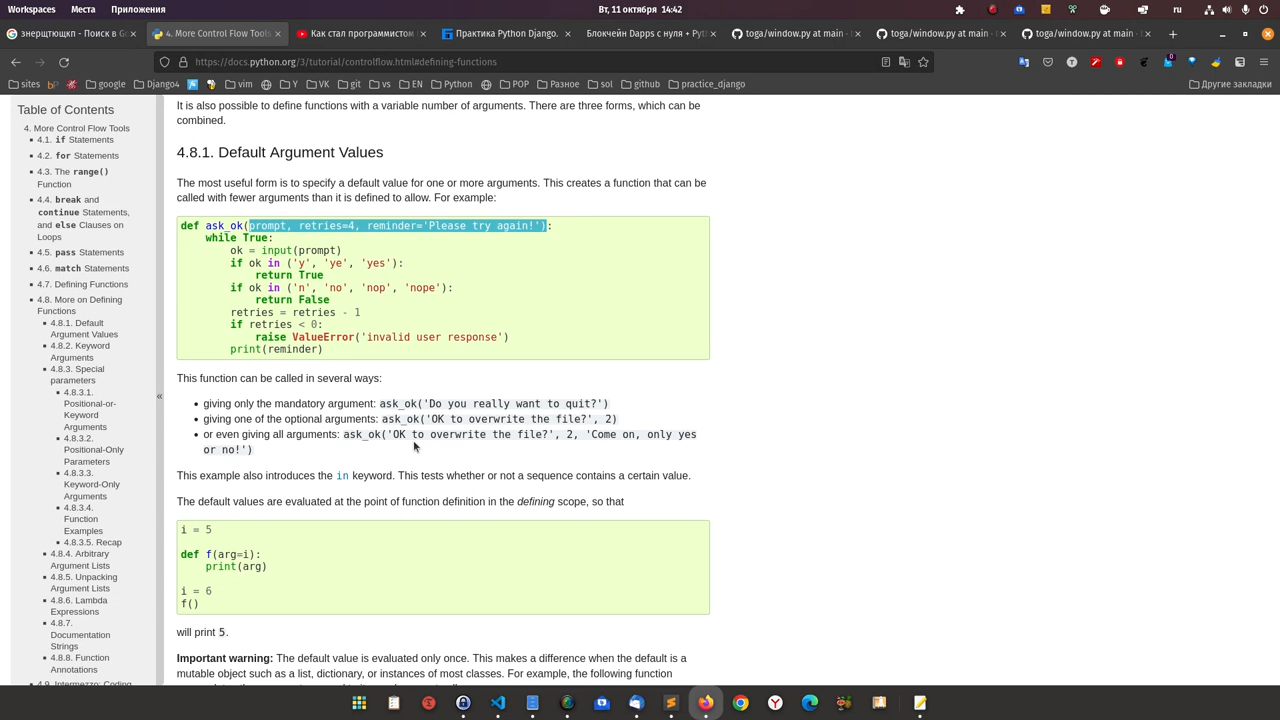 Workspaces Места Приложения Вт, 11 октября 14:42 ru
энергщтющкп - Поиск в Go 4. More Control Flow Tools Как стал программистом Практика Python Django. Блокчейн Dapps с нуля + Pyt toga/window.py at main · toga/window.py at main · toga/window.py at main ·
https://docs.python.org/3/tutorial/controlflow.html#defining-functions
sites google Django4 vim Y VK git vs EN Python POP Разное sol github practice_django Другие закладки
Table of Contents
4. More Control Flow Tools
4.1. if Statements
4.2. for Statements
4.3. The range()
Function
4.4. break and
continue Statements,
and else Clauses on
Loops
4.5. pass Statements
4.6. match Statements
4.7. Defining Functions
4.8. More on Defining
Functions
4.8.1. Default
Argument Values
4.8.2. Keyword
Arguments
4.8.3. Special
parameters
4.8.3.1.
Positional-or-
Keyword
Arguments
4.8.3.2.
Positional-Only
Parameters
4.8.3.3.
Keyword-Only
Arguments
4.8.3.4.
Function
Examples
4.8.3.5. Recap
4.8.4. Arbitrary
Argument Lists
4.8.5. Unpacking
Argument Lists
4.8.6. Lambda
Expressions
4.8.7.
Documentation
Strings
4.8.8. Function
Annotations
4.9. Intermezzo: Coding
«
It is also possible to define functions with a variable number of arguments. There are three forms, which can be
combined.
4.8.1. Default Argument Values
The most useful form is to specify a default value for one or more arguments. This creates a function that can be
called with fewer arguments than it is defined to allow. For example:
def ask_ok(prompt, retries=4, reminder='Please try again!'):
while True:
ok = input(prompt)
if ok in ('y', 'ye', 'yes'):
return True
if ok in ('n', 'no', 'nop', 'nope'):
return False
retries = retries - 1
if retries < 0:
raise ValueError('invalid user response')
print(reminder)
This function can be called in several ways:
• giving only the mandatory argument: ask_ok('Do you really want to quit?')
• giving one of the optional arguments: ask_ok('OK to overwrite the file?', 2)
• or even giving all arguments: ask_ok('OK to overwrite the file?', 2, 'Come on, only yes
or no!')
This example also introduces the in keyword. This tests whether or not a sequence contains a certain value.
The default values are evaluated at the point of function definition in the defining scope, so that
i = 5
def f(arg=i):
print(arg)
i = 6
f()
will print 5.
Important warning: The default value is evaluated only once. This makes a difference when the default is a
mutable object such as a list, dictionary, or instances of most classes. For example, the following function